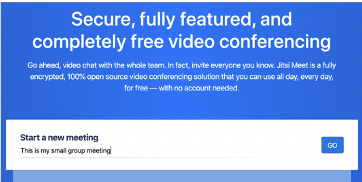 Secure, fully featured, and
completely free video conferencing
Go ahead, video chat with the whole team. In fact, invite everyone you know. Jitsi Meet is a fully
encrypted, 100% open source video conferencing solution that you can use all day, every day,
for free — with no account needed.
Start a new meeting
This is my small group meeting
GO